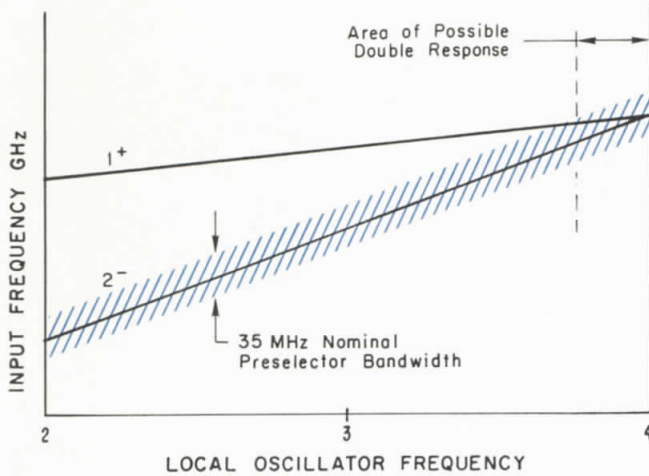 Area of Possible
Double Response
INPUT FREQUENCY GHz
1+
2−
35 MHz Nominal
Preselector Bandwidth
2
3
4
LOCAL OSCILLATOR FREQUENCY